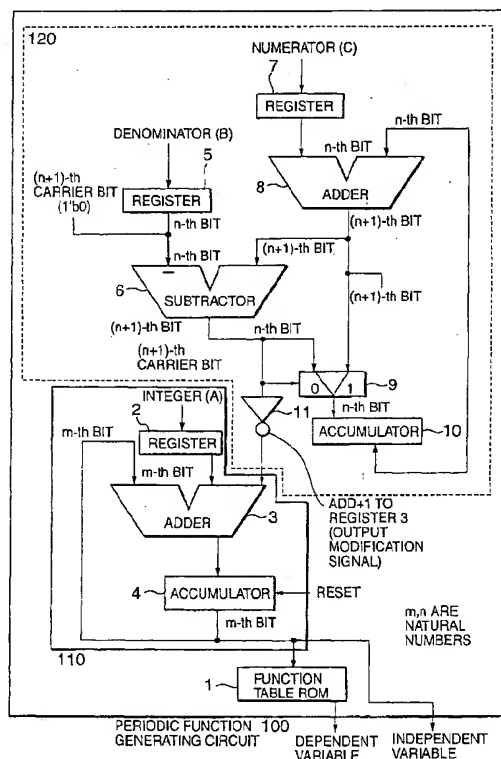 120
NUMERATOR (C)
7
REGISTER
DENOMINATOR (B)
n-th BIT
n-th BIT
5
8
ADDER
(n+1)-th
CARRIER BIT
(1'b0)
REGISTER
n-th BIT
(n+1)-th BIT
n-th BIT
(n+1)-th BIT
6
SUBTRACTOR
(n+1)-th BIT
(n+1)-th BIT
n-th BIT
(n+1)-th
CARRIER BIT
0 1
9
11
n-th BIT
INTEGER (A)
ACCUMULATOR
10
2
m-th BIT
REGISTER
m-th BIT
ADDER
3
ADD+1 TO
REGISTER 3
(OUTPUT
MODIFICATION
SIGNAL)
4
ACCUMULATOR
RESET
m-th BIT
m,n ARE
NATURAL
NUMBERS
110
1
FUNCTION
TABLE ROM
PERIODIC FUNCTION 100
GENERATING CIRCUIT
DEPENDENT
VARIABLE
INDEPENDENT
VARIABLE